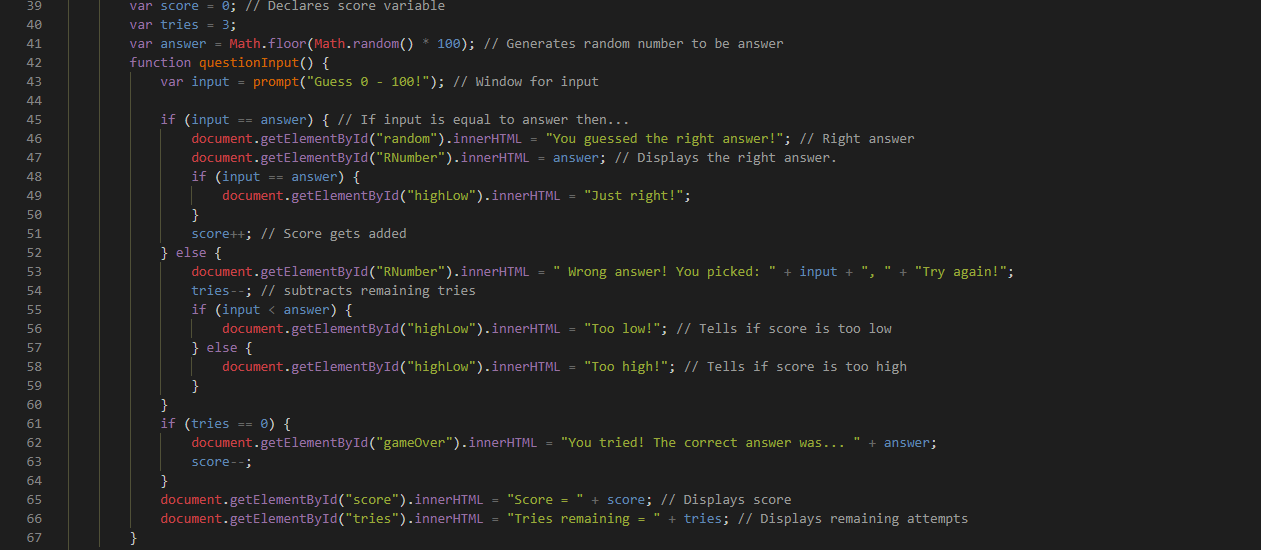 39 var score = 0; // Declares score variable
40 var tries = 3;
41 var answer = Math.floor(Math.random() * 100); // Generates random number to be answer
42 function questionInput() {
43 var input = prompt("Guess 0 - 100!"); // Window for input
44
45 if (input == answer) { // If input is equal to answer then...
46 document.getElementById("random").innerHTML = "You guessed the right answer!"; // Right answer
47 document.getElementById("RNumber").innerHTML = answer; // Displays the right answer.
48 if (input == answer) {
49 document.getElementById("highLow").innerHTML = "Just right!";
50 }
51 score++; // Score gets added
52 } else {
53 document.getElementById("RNumber").innerHTML = " Wrong answer! You picked: " + input + ", " + "Try again!";
54 tries--; // subtracts remaining tries
55 if (input < answer) {
56 document.getElementById("highLow").innerHTML = "Too low!"; // Tells if score is too low
57 } else {
58 document.getElementById("highLow").innerHTML = "Too high!"; // Tells if score is too high
59 }
60 }
61 if (tries == 0) {
62 document.getElementById("gameOver").innerHTML = "You tried! The correct answer was... " + answer;
63 score--;
64 }
65 document.getElementById("score").innerHTML = "Score = " + score; // Displays score
66 document.getElementById("tries").innerHTML = "Tries remaining = " + tries; // Displays remaining attempts
67 }